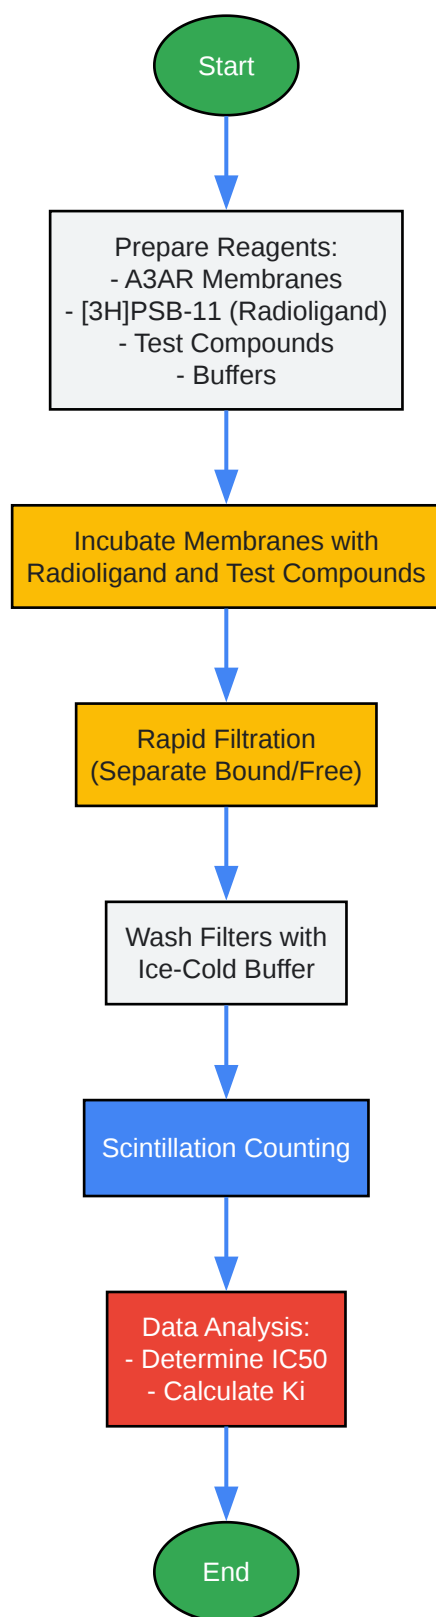 Start
Prepare Reagents:
- A3AR Membranes
- [3H]PSB-11 (Radioligand)
- Test Compounds
- Buffers
Incubate Membranes with
Radioligand and Test Compounds
Rapid Filtration
(Separate Bound/Free)
Wash Filters with
Ice-Cold Buffer
Scintillation Counting
Data Analysis:
- Determine IC50
- Calculate Ki
End